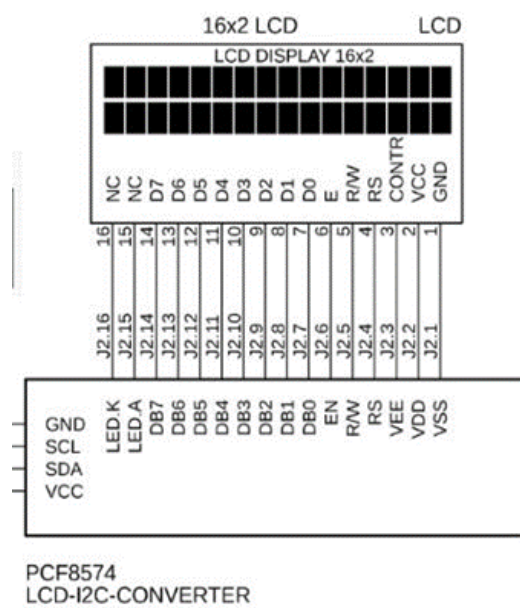 16x2 LCD LCD
LCD DISPLAY 16x2
NC NC D7 D6 D5 D4 D3 D2 D1 D0 E R/W RS CONTR VCC GND
16 15 14 13 12 11 10 9 8 7 6 5 4 3 2 1
J2.16 J2.15 J2.14 J2.13 J2.12 J2.11 J2.10 J2.9 J2.8 J2.7 J2.6 J2.5 J2.4 J2.3 J2.2 J2.1
LED.K LED.A DB7 DB6 DB5 DB4 DB3 DB2 DB1 DB0 EN R/W RS VEE VDD VSS
GND
SCL
SDA
VCC
PCF8574
LCD-I2C-CONVERTER